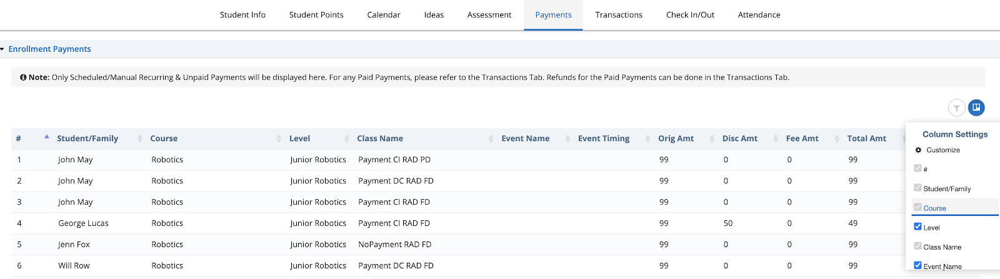 Student Info Student Points Calendar Ideas Assessment Payments Transactions Check In/Out Attendance
Enrollment Payments
Note: Only Scheduled/Manual Recurring & Unpaid Payments will be displayed here. For any Paid Payments, please refer to the Transactions Tab. Refunds for the Paid Payments can be done in the Transactions Tab.
# Student/Family Course Level Class Name Event Name Event Timing Orig Amt Disc Amt Fee Amt Total Amt
1 John May Robotics Junior Robotics Payment CI RAD PD 99 0 0 99
2 John May Robotics Junior Robotics Payment DC RAD FD 99 0 0 99
3 John May Robotics Junior Robotics Payment CI RAD FD 99 0 0 99
4 George Lucas Robotics Junior Robotics Payment CI RAD FD 99 50 0 49
5 Jenn Fox Robotics Junior Robotics NoPayment RAD FD 99 0 0 99
6 Will Row Robotics Junior Robotics Payment DC RAD FD 99 0 0 99
Column Settings
Customize
#
Student/Family
Course
Level
Class Name
Event Name